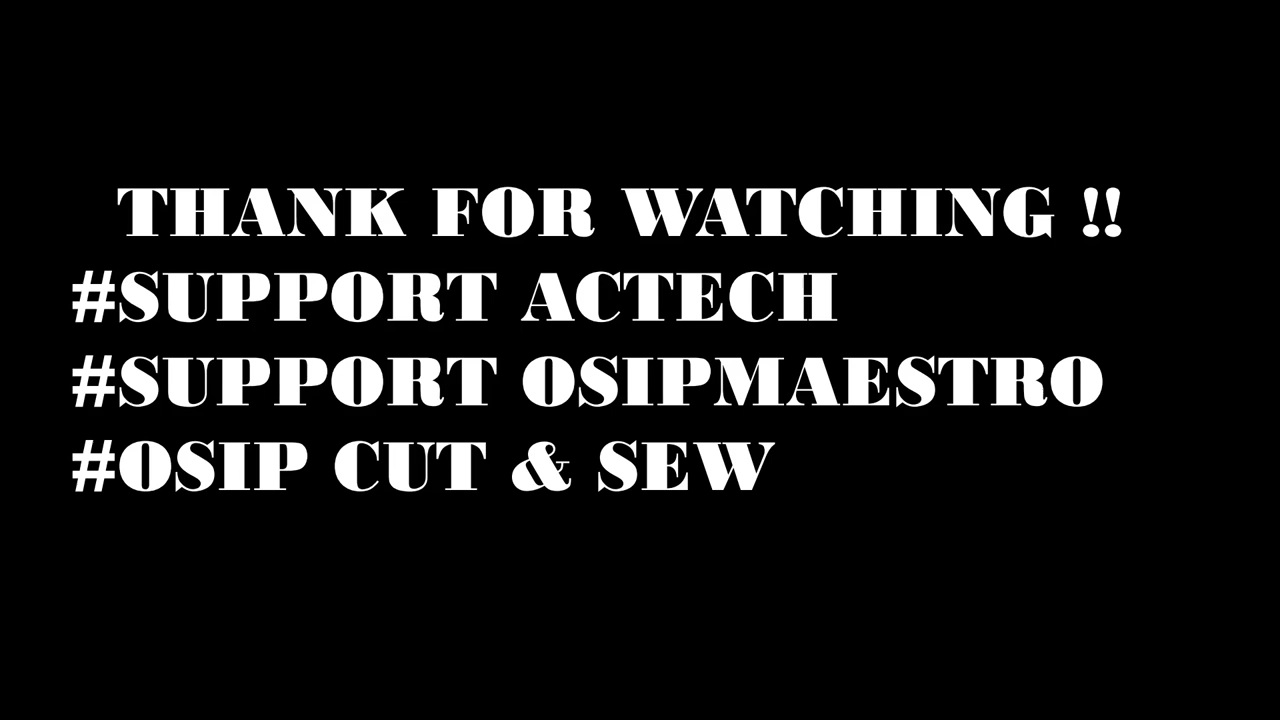 THANK FOR WATCHING !!
#SUPPORT ACTECH
#SUPPORT OSIPMAESTRO
#OSIP CUT & SEW